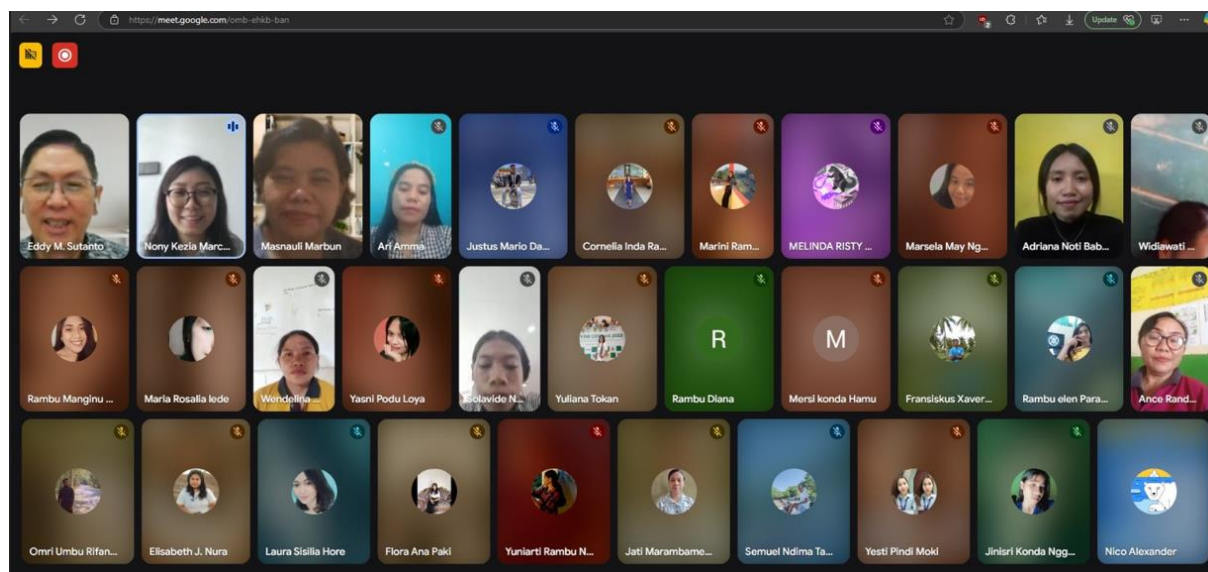 https://meet.google.com/omb-ehkb-ban
2
Update
Eddy M. Sutanto
Nony Kezia Marc...
Masnauli Marbun
Ari Amma
Justus Mario Da...
Cornelia Inda Ra...
Marini Ram...
MELINDA RISTY ...
Marsela May Ng...
Adriana Noti Bab...
Widiawati ...
R
M
Rambu Manginu ...
Maria Rosalia lede
Wendelina ...
Yasni Podu Loya
Solavide N...
Yuliana Tokan
Rambu Diana
Mersi konda Hamu
Fransiskus Xaver...
Rambu elen Para...
Ance Rand...
Omri Umbu Rifan...
Elisabeth J. Nura
Laura Sisilia Hore
Flora Ana Paki
Yuniarti Rambu N...
Jati Marambame...
Semuel Ndima Ta...
Yesti Pindi Moki
Jinisri Konda Ngg...
Nico Alexander